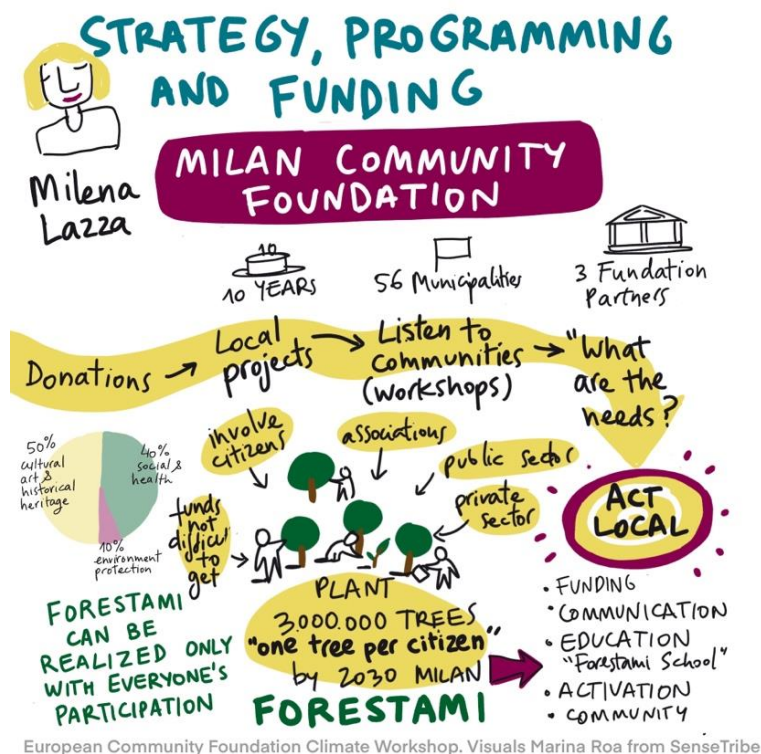 STRATEGY, PROGRAMMING
AND FUNDING
Milena
Lazza
MILAN COMMUNITY
FOUNDATION
10
10 YEARS
56 Municipalities
3 Fundation
Partners
Donations →
Local
projects →
Listen to
communities →
(workshops)
"What
are the
needs?
50%
cultural
art &
historical
heritage
40%
social &
health
10%
environment
protection
involve
citizens
associations
public sector
private
sector
funds
not
difficult
to
get
ACT
LOCAL
PLANT
3.000.000 TREES
"one tree per citizen"
by 2030 MILAN
FORESTAMI
FORESTAMI
CAN BE
REALIZED ONLY
WITH EVERYONE'S
PARTICIPATION
• FUNDING
• COMMUNICATION
• EDUCATION
"Forestami School"
• ACTIVATION
• COMMUNITY
European Community Foundation Climate Workshop. Visuals Marina Roa from SenseTribe